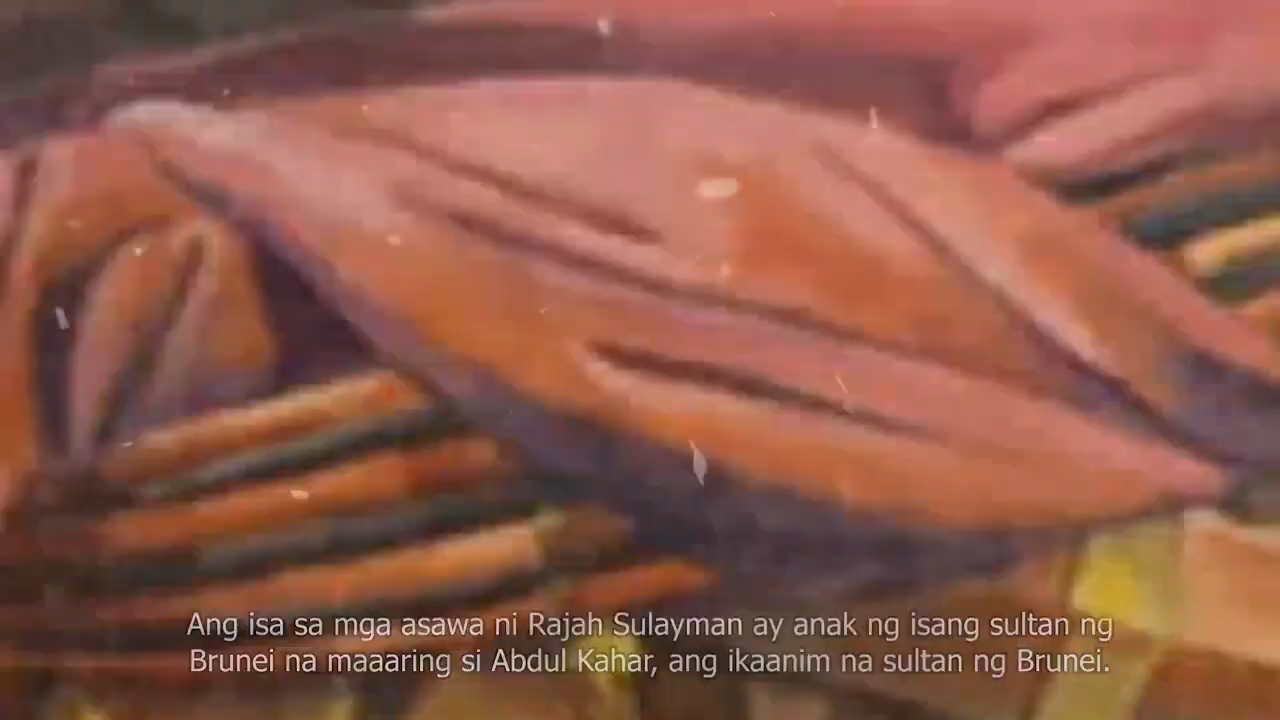 Ang isa sa mga asawa ni Rajah Sulayman ay anak ng isang sultan ng
Brunei na maaaring si Abdul Kahar, ang ikaanim na sultan ng Brunei.